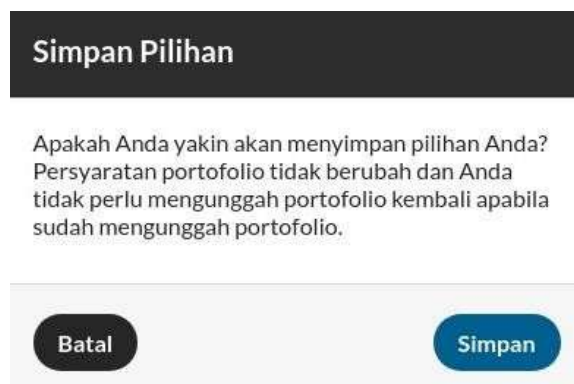 Simpan Pilihan
Apakah Anda yakin akan menyimpan pilihan Anda?
Persyaratan portofolio tidak berubah dan Anda
tidak perlu mengunggah portofolio kembali apabila
sudah mengunggah portofolio.
Batal
Simpan